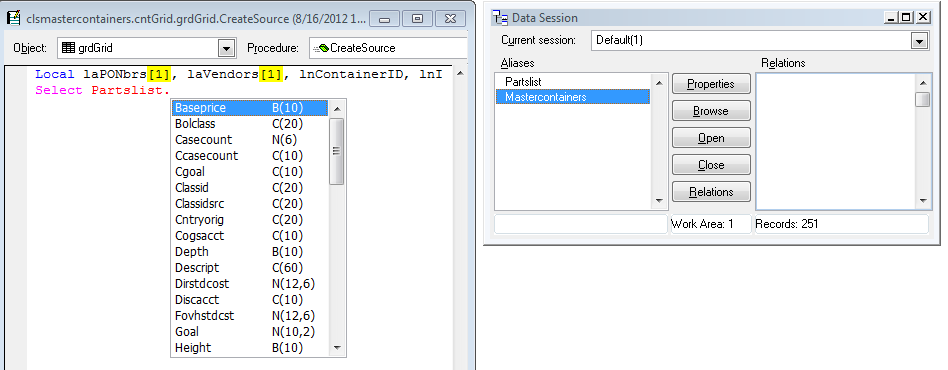 clsmastercontainers.cntGrid.grdGrid.CreateSource (8/16/2012 1...
Object: grdGrid Procedure: CreateSource
Local laPONbrs[1], laVendors[1], lnContainerID, lnI
Select Partslist.
Baseprice B(10)
Bolclass C(20)
Casecount N(6)
Ccasecount C(10)
Cgoal C(10)
Classid C(20)
Classidsrc C(20)
Cntryorig C(20)
Cogsacct C(10)
Depth B(10)
Descript C(60)
Dirstdcost N(12,6)
Discacct C(10)
Fovhstdcst N(12,6)
Goal N(10,2)
Height B(10)
Data Session
Current session: Default(1)
Aliases
Partslist
Mastercontainers
Properties
Browse
Open
Close
Relations
Relations
Work Area: 1 Records: 251